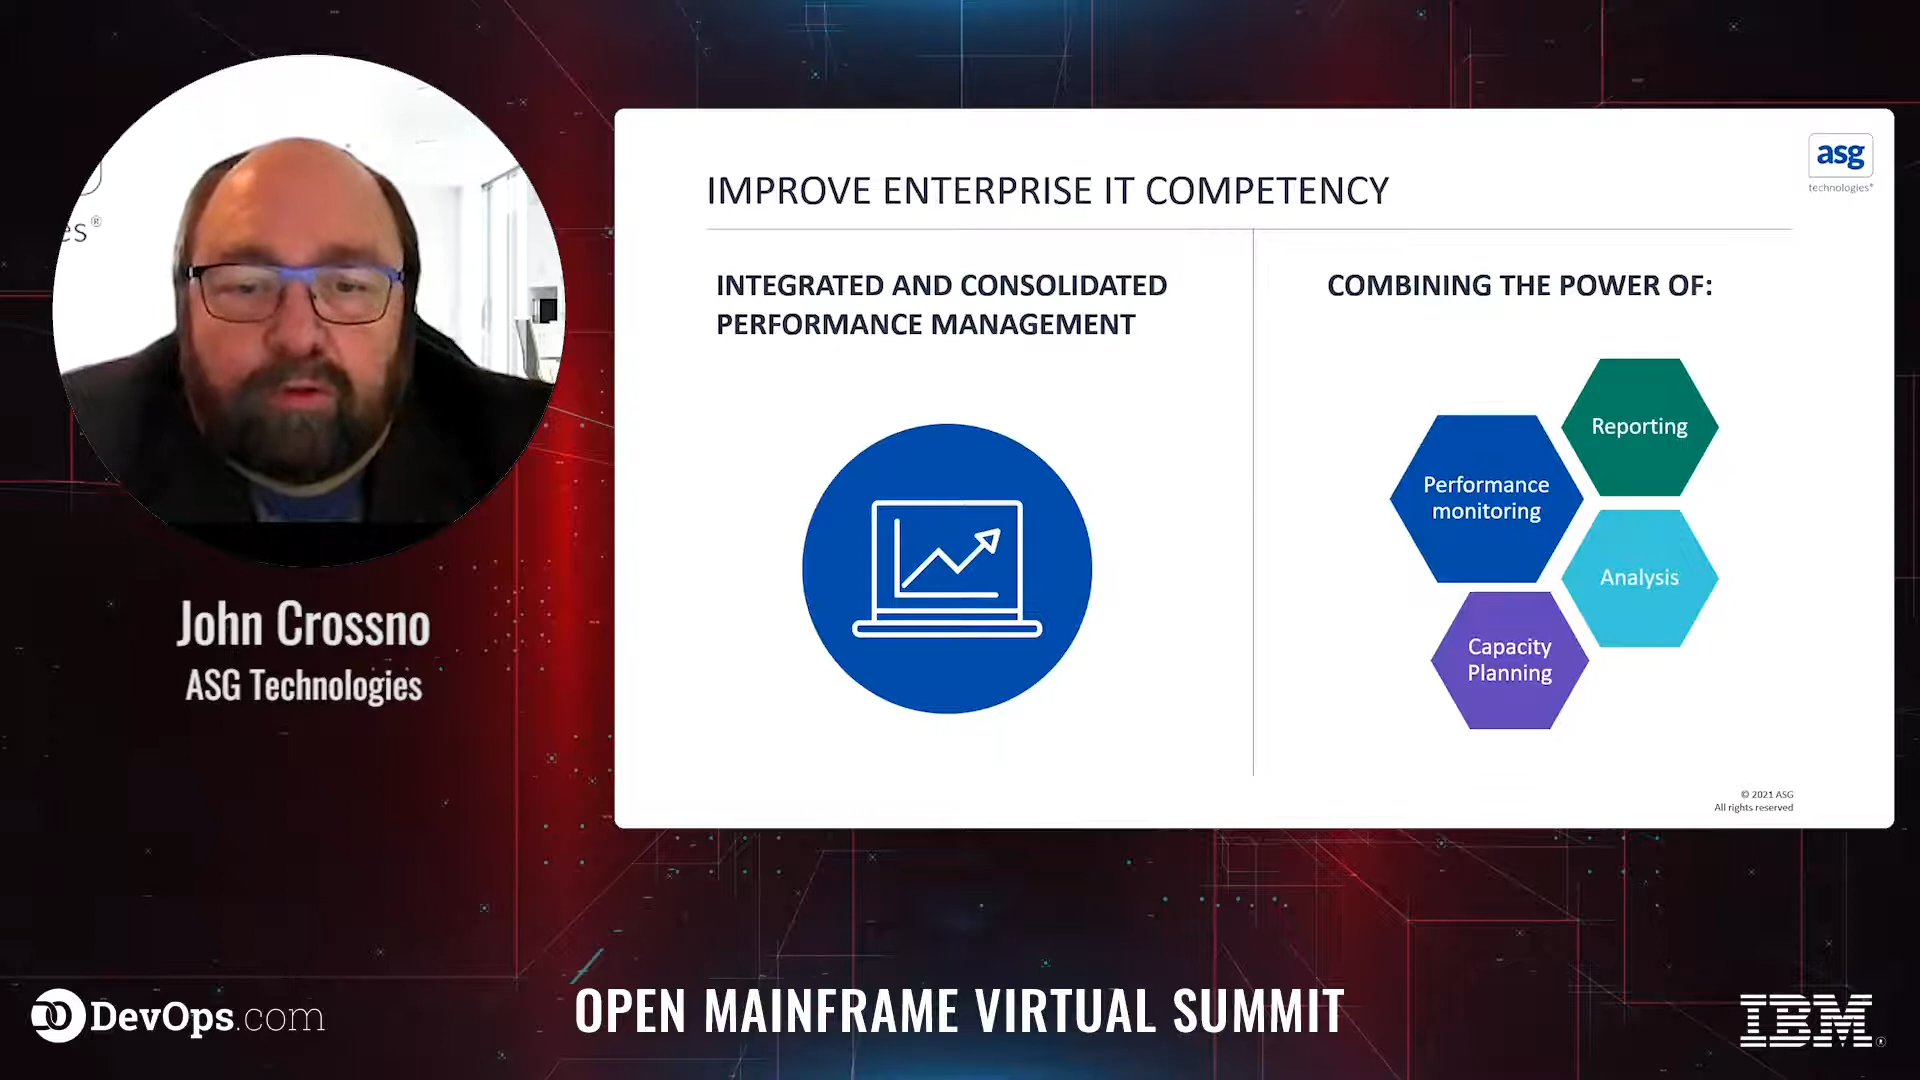 es®
John Crossno
ASG Technologies
IMPROVE ENTERPRISE IT COMPETENCY
asg
technologies®
INTEGRATED AND CONSOLIDATED
PERFORMANCE MANAGEMENT
COMBINING THE POWER OF:
Reporting
Performance
monitoring
Analysis
Capacity
Planning
© 2021 ASG
All rights reserved
DevOps.com
OPEN MAINFRAME VIRTUAL SUMMIT
IBM®